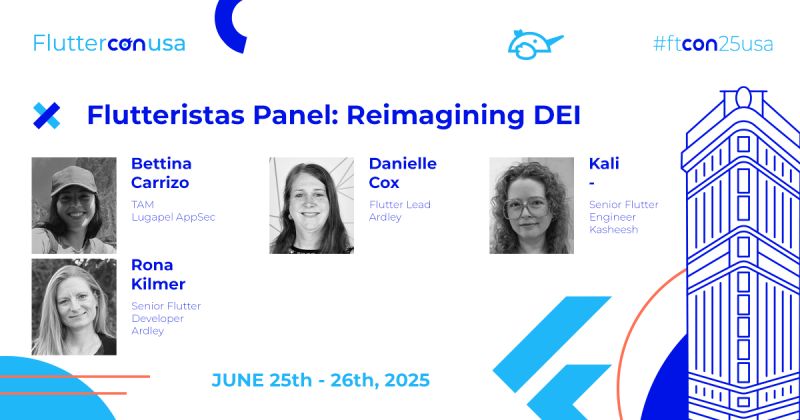 Fluttercon usa
#ftcon25usa
Flutteristas Panel: Reimagining DEI
Bettina
Carrizo
TAM
Lugapel AppSec
Danielle
Cox
Flutter Lead
Ardley
Kali
-
Senior Flutter
Engineer
Kasheesh
Rona
Kilmer
Senior Flutter
Developer
Ardley
JUNE 25th - 26th, 2025